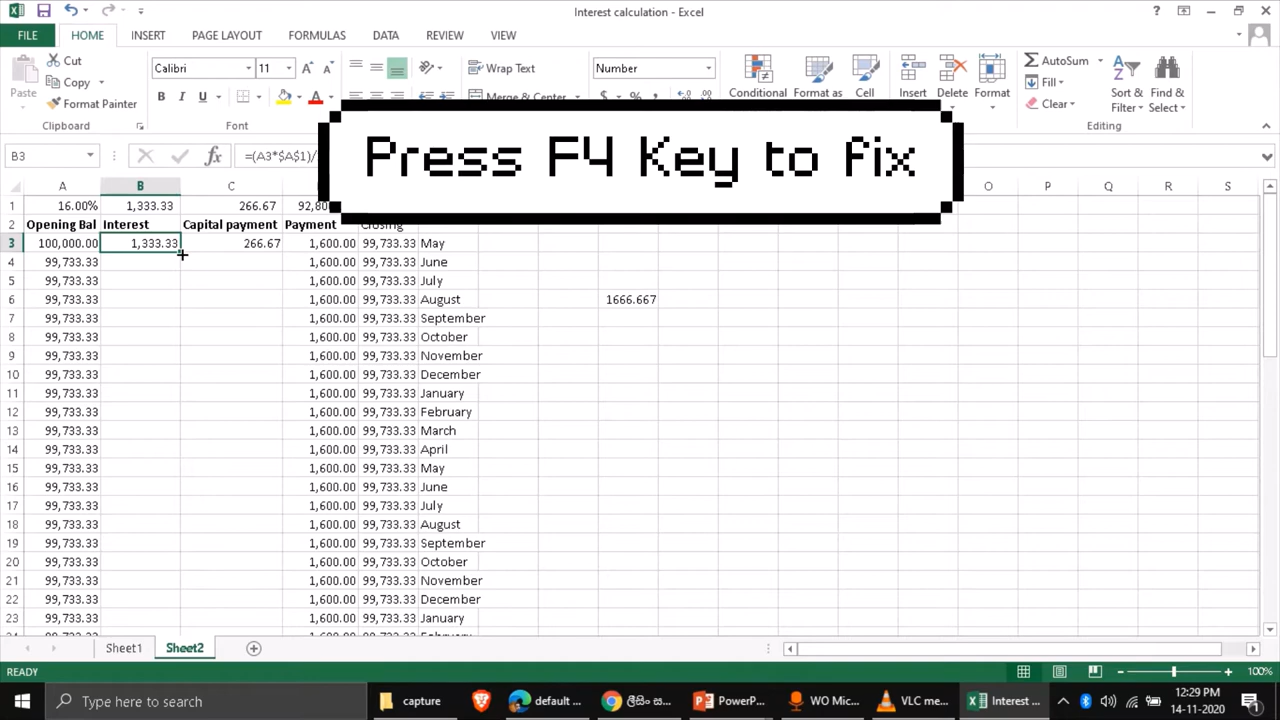 Interest calculation - Excel
FILE HOME INSERT PAGE LAYOUT FORMULAS DATA REVIEW VIEW
Cut
Copy
Format Painter
Paste
Clipboard
Calibri 11
B I U
Font
Wrap Text
Merge & Center
Number
$ % ,
Conditional Format as Cell
Insert Delete Format
AutoSum
Fill
Clear
Sort & Filter
Find & Select
Editing
Press F4 Key to fix
B3 fx =(A3*$A$1)/
A B C O P Q R S
1 16.00% 1,333.33 266.67
2 Opening Bal Interest Capital payment Payment Closing
3 100,000.00 1,333.33 266.67 1,600.00 99,733.33 May
4 99,733.33 1,600.00 99,733.33 June
5 99,733.33 1,600.00 99,733.33 July
6 99,733.33 1,600.00 99,733.33 August 1666.667
7 99,733.33 1,600.00 99,733.33 September
8 99,733.33 1,600.00 99,733.33 October
9 99,733.33 1,600.00 99,733.33 November
10 99,733.33 1,600.00 99,733.33 December
11 99,733.33 1,600.00 99,733.33 January
12 99,733.33 1,600.00 99,733.33 February
13 99,733.33 1,600.00 99,733.33 March
14 99,733.33 1,600.00 99,733.33 April
15 99,733.33 1,600.00 99,733.33 May
16 99,733.33 1,600.00 99,733.33 June
17 99,733.33 1,600.00 99,733.33 July
18 99,733.33 1,600.00 99,733.33 August
19 99,733.33 1,600.00 99,733.33 September
20 99,733.33 1,600.00 99,733.33 October
21 99,733.33 1,600.00 99,733.33 November
22 99,733.33 1,600.00 99,733.33 December
23 99,733.33 1,600.00 99,733.33 January
Sheet1 Sheet2
READY 100%
Type here to search
capture
default ...
ලීසිං ස...
PowerP...
WO Mic...
VLC me...
Interest ...
12:29 PM
14-11-2020